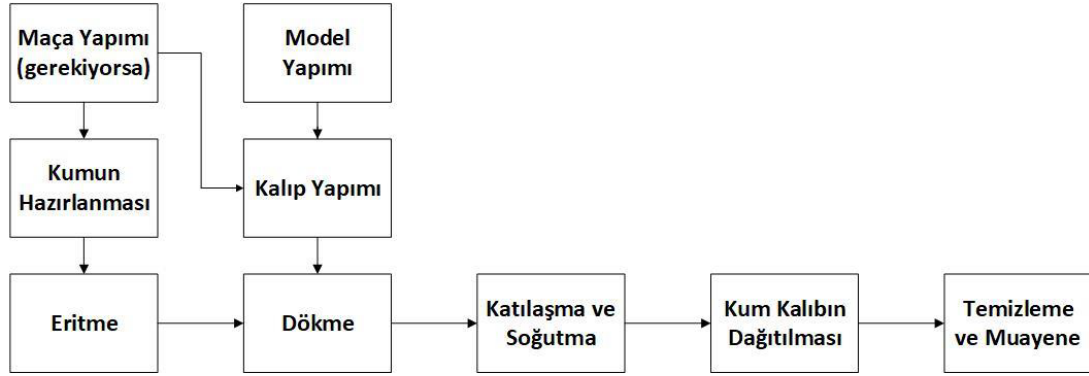 Maça Yapımı
(gerekiyorsa)
Model
Yapımı
Kumun
Hazırlanması
Kalıp Yapımı
Eritme
Dökme
Katılaşma ve
Soğutma
Kum Kalıbın
Dağıtılması
Temizleme
ve Muayene